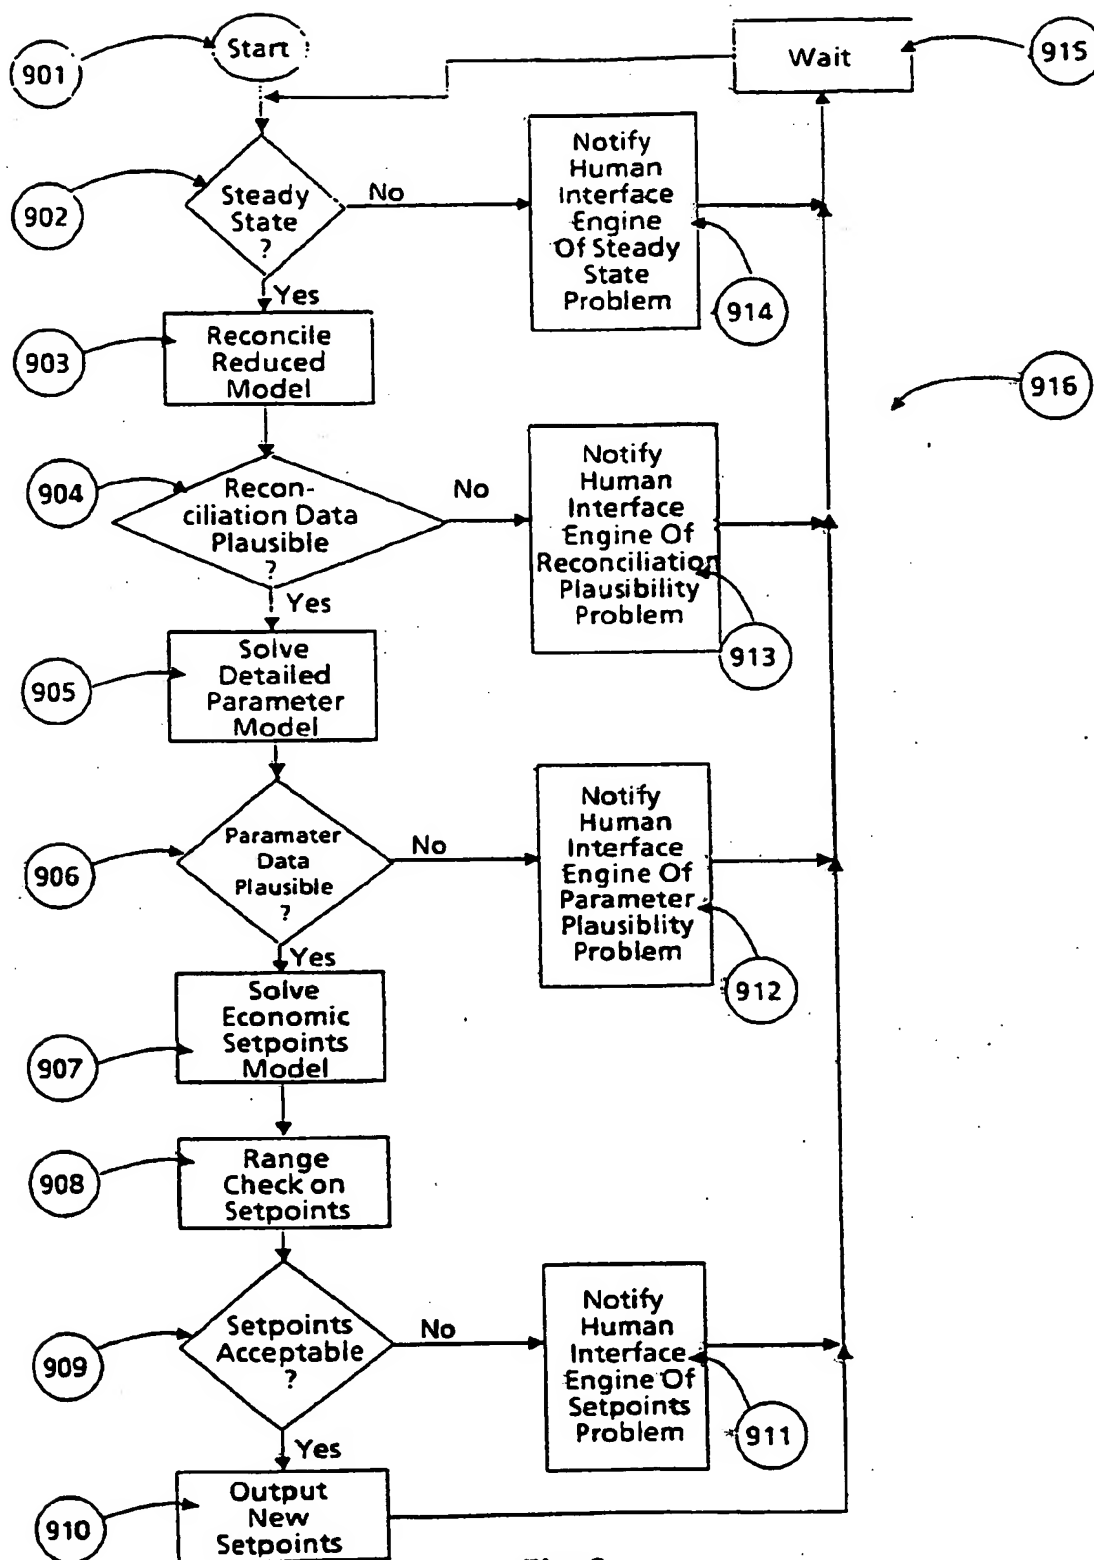 901
Start
Wait
915
902
Steady
State
?
No
Yes
Notify
Human
Interface
Engine
Of Steady
State
Problem
914
903
Reconcile
Reduced
Model
916
904
Recon-
ciliation Data
Plausible
?
No
Yes
Notify
Human
Interface
Engine Of
Reconciliation
Plausibility
Problem
913
905
Solve
Detailed
Parameter
Model
906
Paramater
Data
Plausible
?
No
Yes
Notify
Human
Interface
Engine Of
Parameter
Plausiblity
Problem
912
907
Solve
Economic
Setpoints
Model
908
Range
Check on
Setpoints
909
Setpoints
Acceptable
?
No
Yes
Notify
Human
Interface
Engine Of
Setpoints
Problem
911
910
Output
New
Setpoints